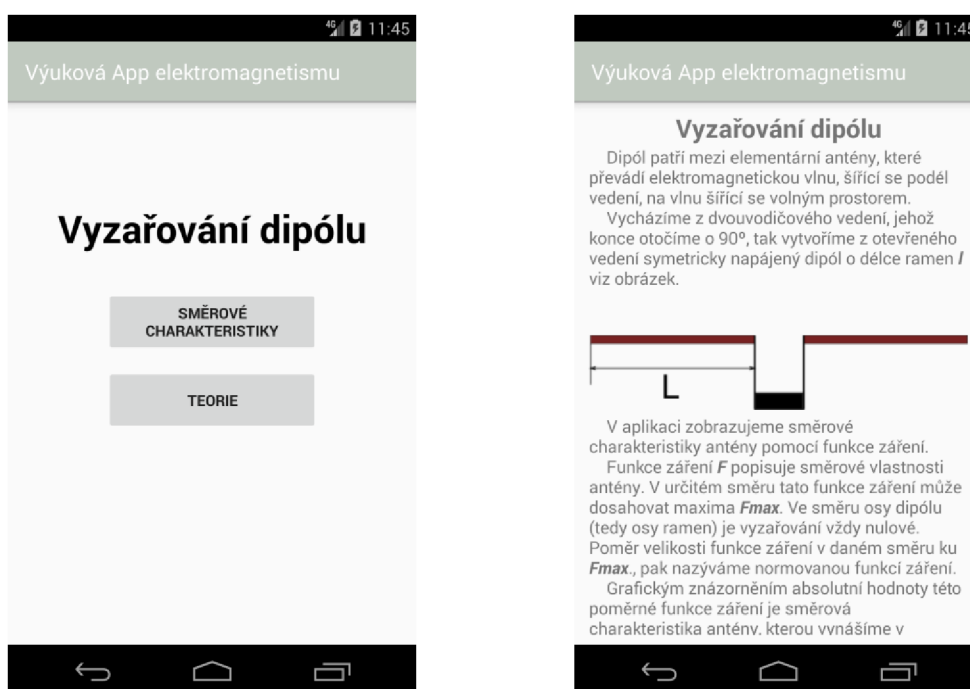 4G 11:45
Výuková App elektromagnetismu
Vyzařování dipólu
SMĚROVÉ
CHARAKTERISTIKY
TEORIE
4G 11:45
Výuková App elektromagnetismu
Vyzařování dipólu
Dipól patří mezi elementární antény, které
převádí elektromagnetickou vlnu, šířící se podél
vedení, na vlnu šířící se volným prostorem.
Vycházíme z dvouvodičového vedení, jehož
konce otočíme o 90º, tak vytvoříme z otevřeného
vedení symetricky napájený dipól o délce ramen l
viz obrázek.
L
V aplikaci zobrazujeme směrové
charakteristiky antény pomocí funkce záření.
Funkce záření F popisuje směrové vlastnosti
antény. V určitém směru tato funkce záření může
dosahovat maxima Fmax. Ve směru osy dipólu
(tedy osy ramen) je vyzařování vždy nulové.
Poměr velikosti funkce záření v daném směru ku
Fmax., pak nazýváme normovanou funkcí záření.
Grafickým znázorněním absolutní hodnoty této
poměrné funkce záření je směrová
charakteristika antény, kterou vynášíme v